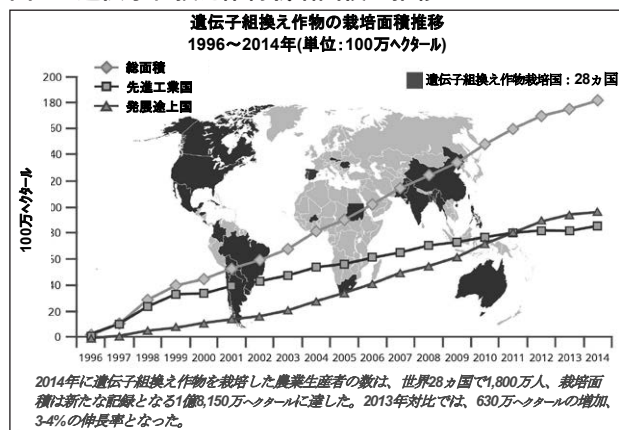 遺伝子組換え作物の栽培面積推移
1996～2014年(単位：100万ヘクタール)
総面積
先進工業国
発展途上国
遺伝子組換え作物栽培国：28ヵ国
100万ヘクタール
200
180
60
40
20
00
80
60
40
20
0
1996 1997 1998 1999 2000 2001 2002 2003 2004 2005 2006 2007 2008 2009 2010 2011 2012 2013 2014
2014年に遺伝子組換え作物を栽培した農業生産者の数は、世界28ヵ国で1,800万人、栽培面
積は新たな記録となる1億8,150万ヘクタールに達した。2013年対比では、630万ヘクタールの増加、
3-4%の伸長率となった。